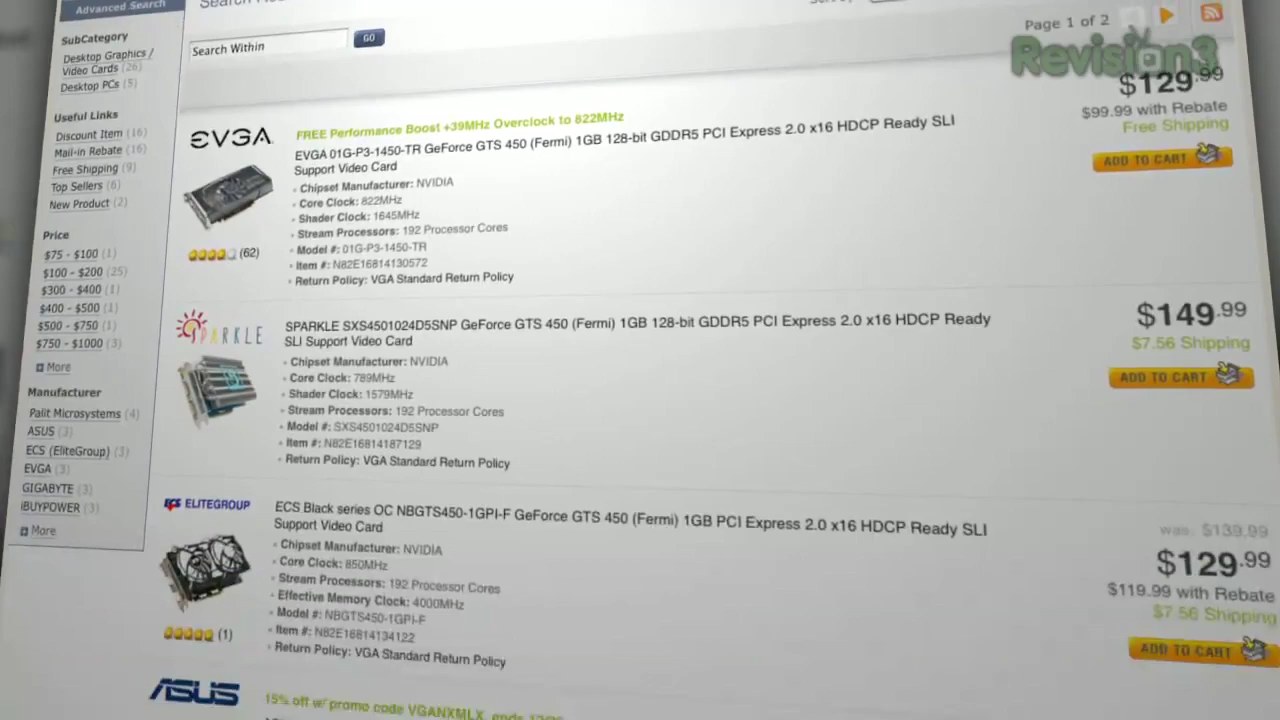 Advanced Search
Search
Page 1 of 2
Revision3
SubCategory
Desktop Graphics /
Video Cards (26)
Desktop PCs (5)
Useful Links
Discount Item (16)
Mail-in Rebate (16)
Free Shipping (9)
Top Sellers (6)
New Product (2)
Price
$75 - $100 (1)
$100 - $200 (25)
$300 - $400 (1)
$400 - $500 (1)
$500 - $750 (1)
$750 - $1000 (3)
More
Manufacturer
Palit Microsystems (4)
ASUS (3)
ECS (EliteGroup) (3)
EVGA (3)
GIGABYTE (3)
iBUYPOWER (3)
More
Search Within
GO
EVGA
(62)
FREE Performance Boost +39MHz Overclock to 822MHz
EVGA 01G-P3-1450-TR GeForce GTS 450 (Fermi) 1GB 128-bit GDDR5 PCI Express 2.0 x16 HDCP Ready SLI
Support Video Card
Chipset Manufacturer: NVIDIA
Core Clock: 822MHz
Shader Clock: 1645MHz
Stream Processors: 192 Processor Cores
Model #: 01G-P3-1450-TR
Item #: N82E16814130572
Return Policy: VGA Standard Return Policy
$129.99
$99.99 with Rebate
Free Shipping
ADD TO CART
SPARKLE
SPARKLE SXS4501024D5SNP GeForce GTS 450 (Fermi) 1GB 128-bit GDDR5 PCI Express 2.0 x16 HDCP Ready
SLI Support Video Card
Chipset Manufacturer: NVIDIA
Core Clock: 789MHz
Shader Clock: 1579MHz
Stream Processors: 192 Processor Cores
Model #: SXS4501024D5SNP
Item #: N82E16814187129
Return Policy: VGA Standard Return Policy
$149.99
$7.56 Shipping
ADD TO CART
ECS ELITEGROUP
(1)
ECS Black series OC NBGTS450-1GPI-F GeForce GTS 450 (Fermi) 1GB PCI Express 2.0 x16 HDCP Ready SLI
Support Video Card
Chipset Manufacturer: NVIDIA
Core Clock: 850MHz
Stream Processors: 192 Processor Cores
Effective Memory Clock: 4000MHz
Model #: NBGTS450-1GPI-F
Item #: N82E16814134122
Return Policy: VGA Standard Return Policy
was: $139.99
$129.99
$119.99 with Rebate
$7.56 Shipping
ADD TO CART
ASUS
15% off w/ promo code VGANXMLX, ends